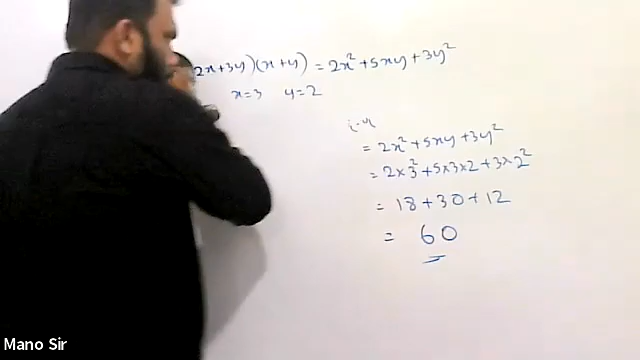 2x+3y)(x+y) = 2x²+5xy+3y²
x=3 y=2
= 2x²+5xy+3y²
= 2×3²+5×3×2+3×2²
= 18+30+12
= 60
Mano Sir